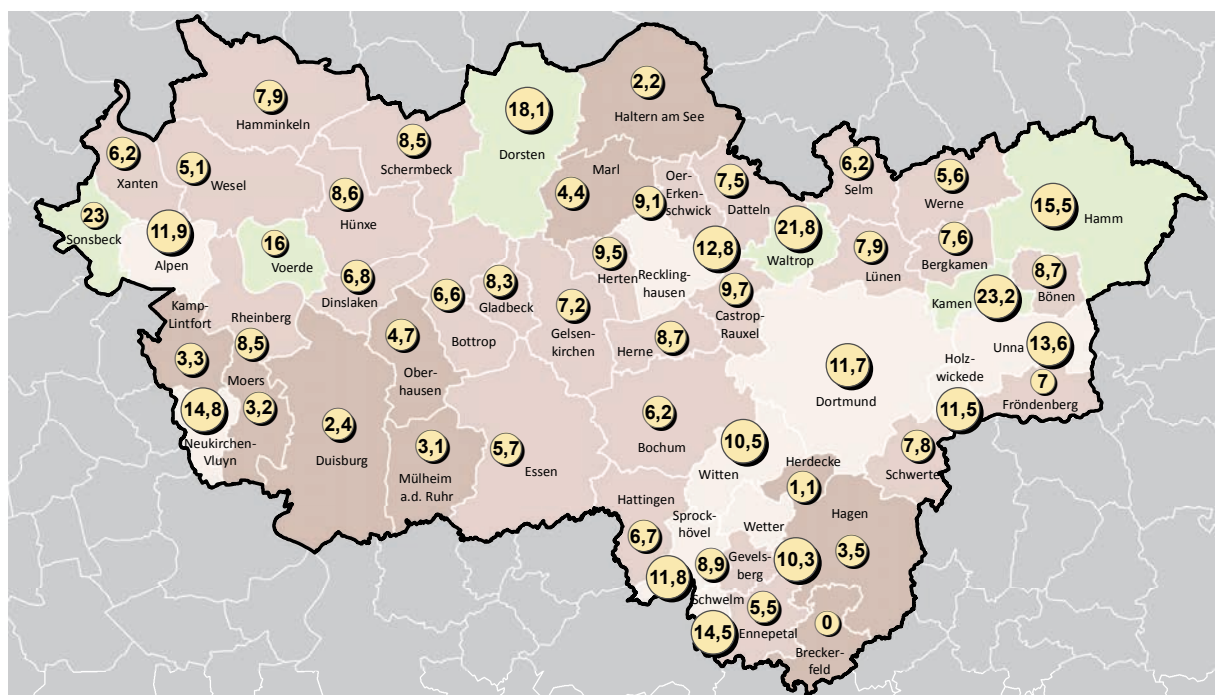 2,2
Haltern am See
7,9
Hamminkeln
18,1
Dorsten
8,5
Schermbeck
6,2
Xanten
5,1
Wesel
Marl
4,4
Oer-
Erken-
schwick
9,1
7,5
Datteln
6,2
Selm
5,6
Werne
15,5
Hamm
8,6
Hünxe
23
Sonsbeck
11,9
Alpen
16
Voerde
21,8
Waltrop
12,8
Reckling-
hausen
9,5
Herten
7,9
Lünen
7,6
Bergkamen
8,7
Bönen
6,8
Dinslaken
6,6
Bottrop
8,3
Gladbeck
7,2
Gelsen-
kirchen
9,7
Castrop-
Rauxel
Kamen
23,2
Kamp-
Lintfort
3,3
Rheinberg
8,5
Moers
3,2
4,7
Ober-
hausen
Herne
8,7
11,7
Dortmund
Holz-
wickede
11,5
Unna
13,6
7
Fröndenberg
14,8
Neukirchen-
Vluyn
2,4
Duisburg
3,1
Mülheim
a.d. Ruhr
5,7
Essen
6,2
Bochum
10,5
Witten
7,8
Schwerte
Herdecke
1,1
Hagen
3,5
Hattingen
6,7
Sprock-
hövel
11,8
Wetter
10,3
8,9
Gevels-
berg
Schwelm
14,5
5,5
Ennepetal
0
Brecker-
feld